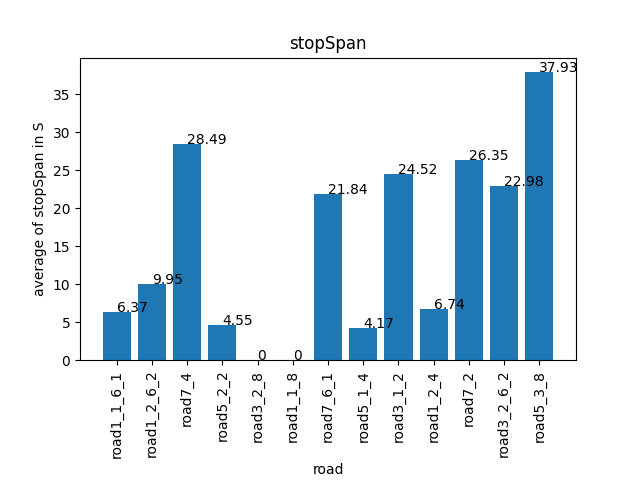 stopSpan
average of stopSpan in S
35
30
25
20
15
10
5
0
6.37
9.95
28.49
4.55
0
0
21.84
4.17
24.52
6.74
26.35
22.98
37.93
road1_1_6_1
road1_2_6_2
road7_4
road5_2_2
road3_2_8
road1_1_8
road7_6_1
road5_1_4
road3_1_2
road1_2_4
road7_2
road3_2_6_2
road5_3_8
road